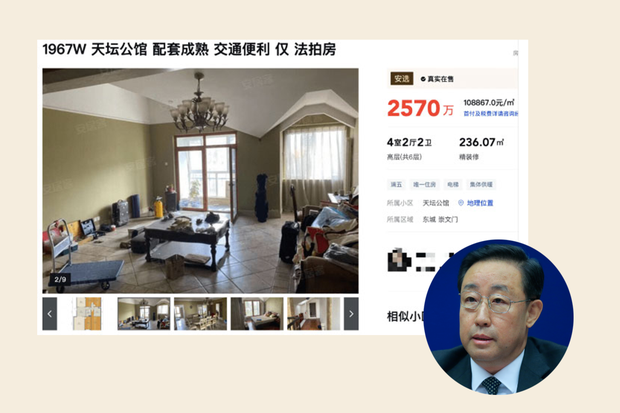 1967W 天坛公馆 配套成熟 交通便利 仅 法拍房
安选 真实在售
2570万 108867.0元/㎡
首付及税费详请咨询
4室2厅2卫 236.07㎡
高层(共6层) 精装修
满五 唯一住房 电梯 集体供暖
所属小区 天坛公馆 地理位置
所属区域 东城 崇文门
2/9
相似小